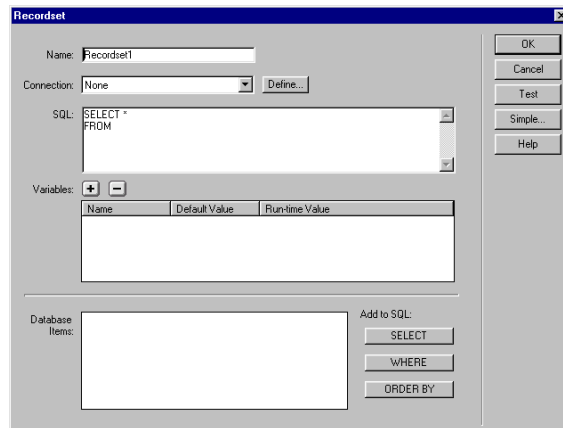 Recordset
Name: Recordset1
Connection: None Define...
SQL: SELECT *
FROM
Variables:
Name Default Value Run-time Value
Database Items:
Add to SQL:
SELECT
WHERE
ORDER BY
OK
Cancel
Test
Simple...
Help